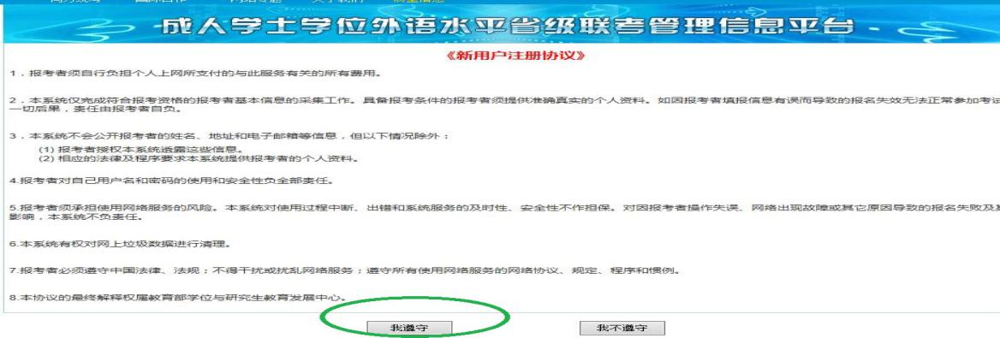 成人学士学位外语水平省级联考管理信息平台
《新用户注册协议》
1．报考者须自行负担个人上网所支付的与此服务有关的所有费用。
2．本系统仅完成符合报考资格的报考者基本信息的采集工作。具备报考条件的报考者须提供准确真实的个人资料。如因报考者填报信息有误而导致的报名失效无法正常参加考试
一切后果，责任由报考者自负。
3．本系统不会公开报考者的姓名、地址和电子邮箱等信息，但以下情况除外：
(1) 报考者授权本系统透露这些信息。
(2) 相应的法律及程序要求本系统提供报考者的个人资料。
4.报考者对自己用户名和密码的使用和安全性负全部责任。
5.报考者须承担使用网络服务的风险。本系统对使用过程中断、出错和系统服务的及时性、安全性不作担保。对因报考者操作失误、网络出现故障或其它原因导致的报名失败及
影响，本系统不负责任。
6.本系统有权对网上垃圾数据进行清理。
7.报考者必须遵守中国法律、法规；不得干扰或扰乱网络服务；遵守所有使用网络服务的网络协议、规定、程序和惯例。
8.本协议的最终解释权属教育部学位与研究生教育发展中心。
我遵守 我不遵守